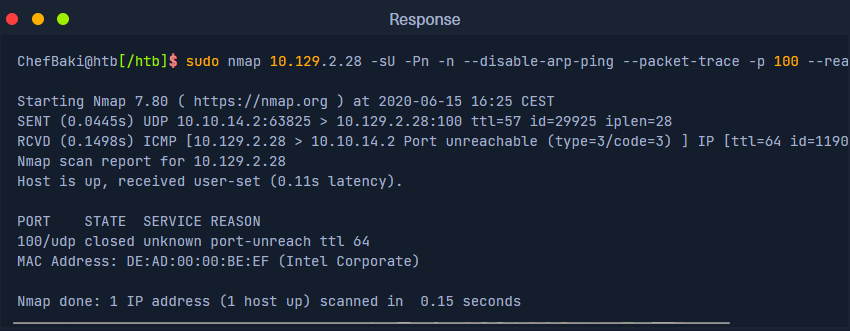 Response
ChefBaki@htb[/htb]$ sudo nmap 10.129.2.28 -sU -Pn -n --disable-arp-ping --packet-trace -p 100 --rea
Starting Nmap 7.80 ( https://nmap.org ) at 2020-06-15 16:25 CEST
SENT (0.0445s) UDP 10.10.14.2:63825 > 10.129.2.28:100 ttl=57 id=29925 iplen=28
RCVD (0.1498s) ICMP [10.129.2.28 > 10.10.14.2 Port unreachable (type=3/code=3) ] IP [ttl=64 id=1190
Nmap scan report for 10.129.2.28
Host is up, received user-set (0.11s latency).
PORT    STATE  SERVICE REASON
100/udp closed unknown port-unreach ttl 64
MAC Address: DE:AD:00:00:BE:EF (Intel Corporate)
Nmap done: 1 IP address (1 host up) scanned in  0.15 seconds